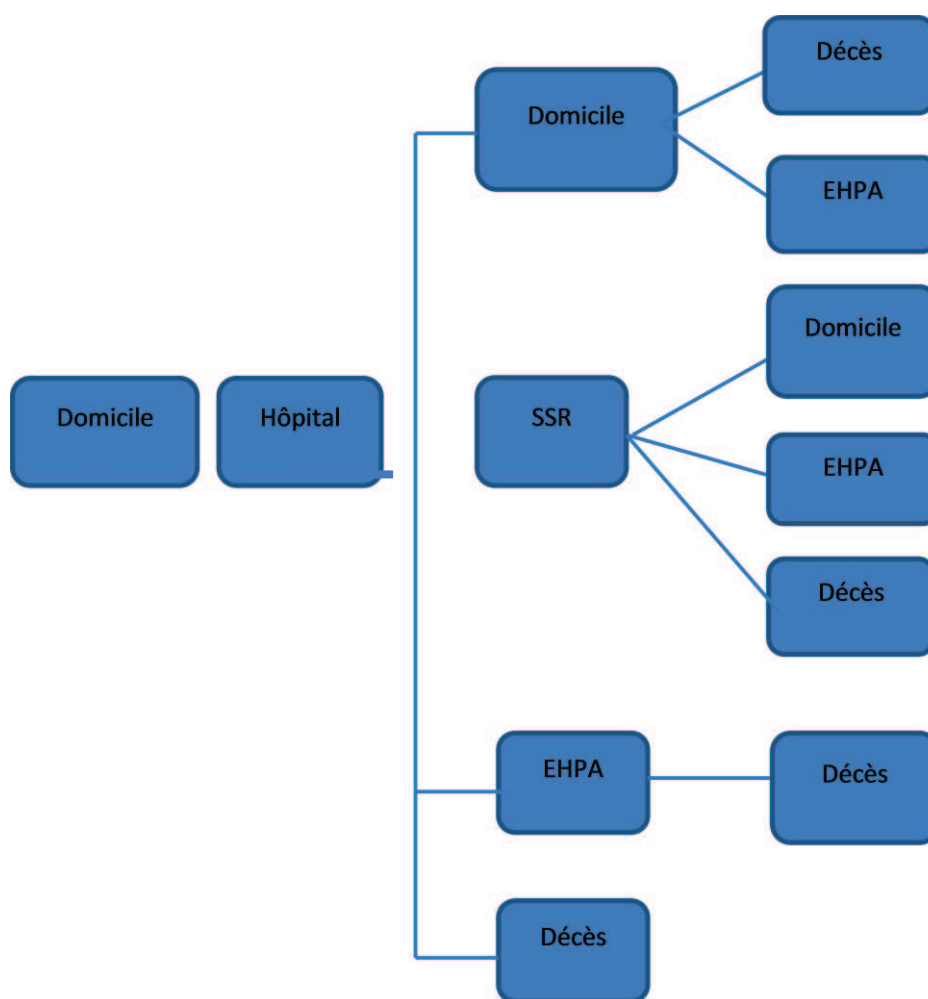 Domicile
Hôpital
Domicile
Décès
EHPA
SSR
Domicile
EHPA
Décès
EHPA
Décès
Décès